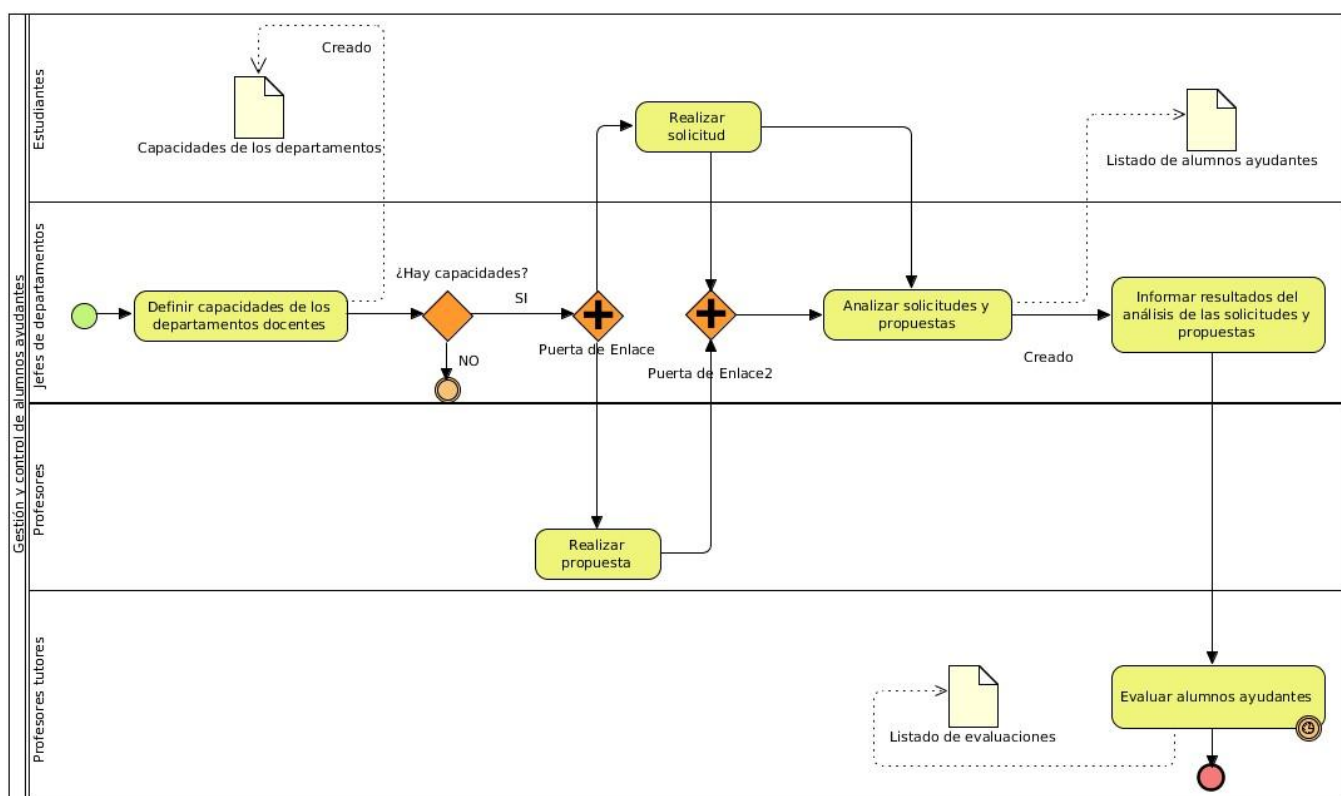 Gestión y control de alumnos ayudantes
Estudiantes
Creado
Capacidades de los departamentos
Realizar
solicitud
Listado de alumnos ayudantes
Jefes de departamentos
Definir capacidades de los
departamentos docentes
¿Hay capacidades?
SI
NO
Puerta de Enlace
Puerta de Enlace2
Analizar solicitudes y
propuestas
Creado
Informar resultados del
análisis de las solicitudes y
propuestas
Profesores
Realizar
propuesta
Profesores tutores
Listado de evaluaciones
Evaluar alumnos ayudantes